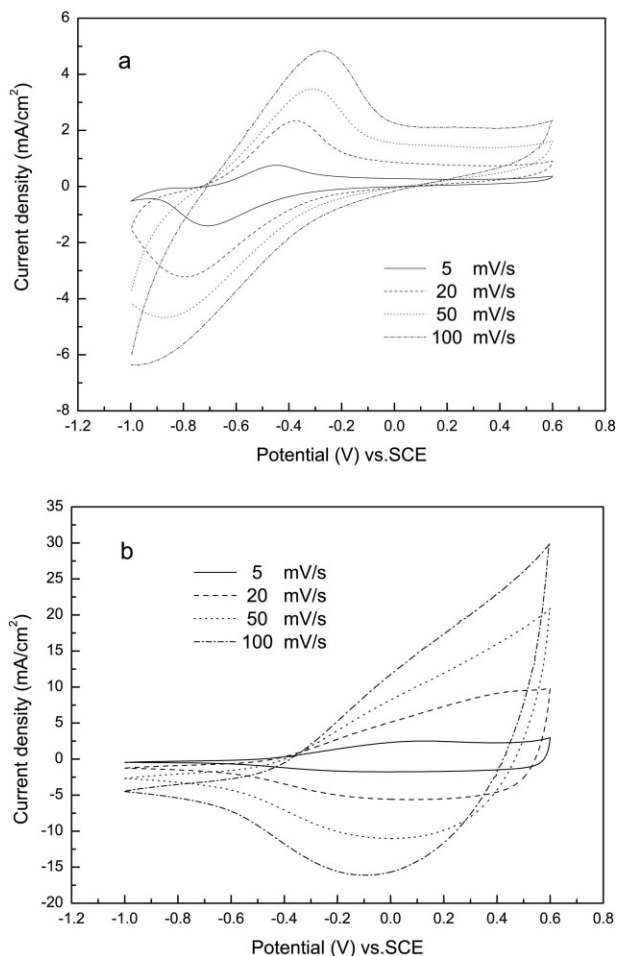 a
6
4
2
0
-2
-4
-6
-8
Current density (mA/cm²)
5 mV/s
20 mV/s
50 mV/s
100 mV/s
-1.2 -1.0 -0.8 -0.6 -0.4 -0.2 0.0 0.2 0.4 0.6 0.8
Potential (V) vs.SCE
b
35
30
25
20
15
10
5
0
-5
-10
-15
-20
Current density (mA/cm²)
5 mV/s
20 mV/s
50 mV/s
100 mV/s
-1.2 -1.0 -0.8 -0.6 -0.4 -0.2 0.0 0.2 0.4 0.6 0.8
Potential (V) vs.SCE